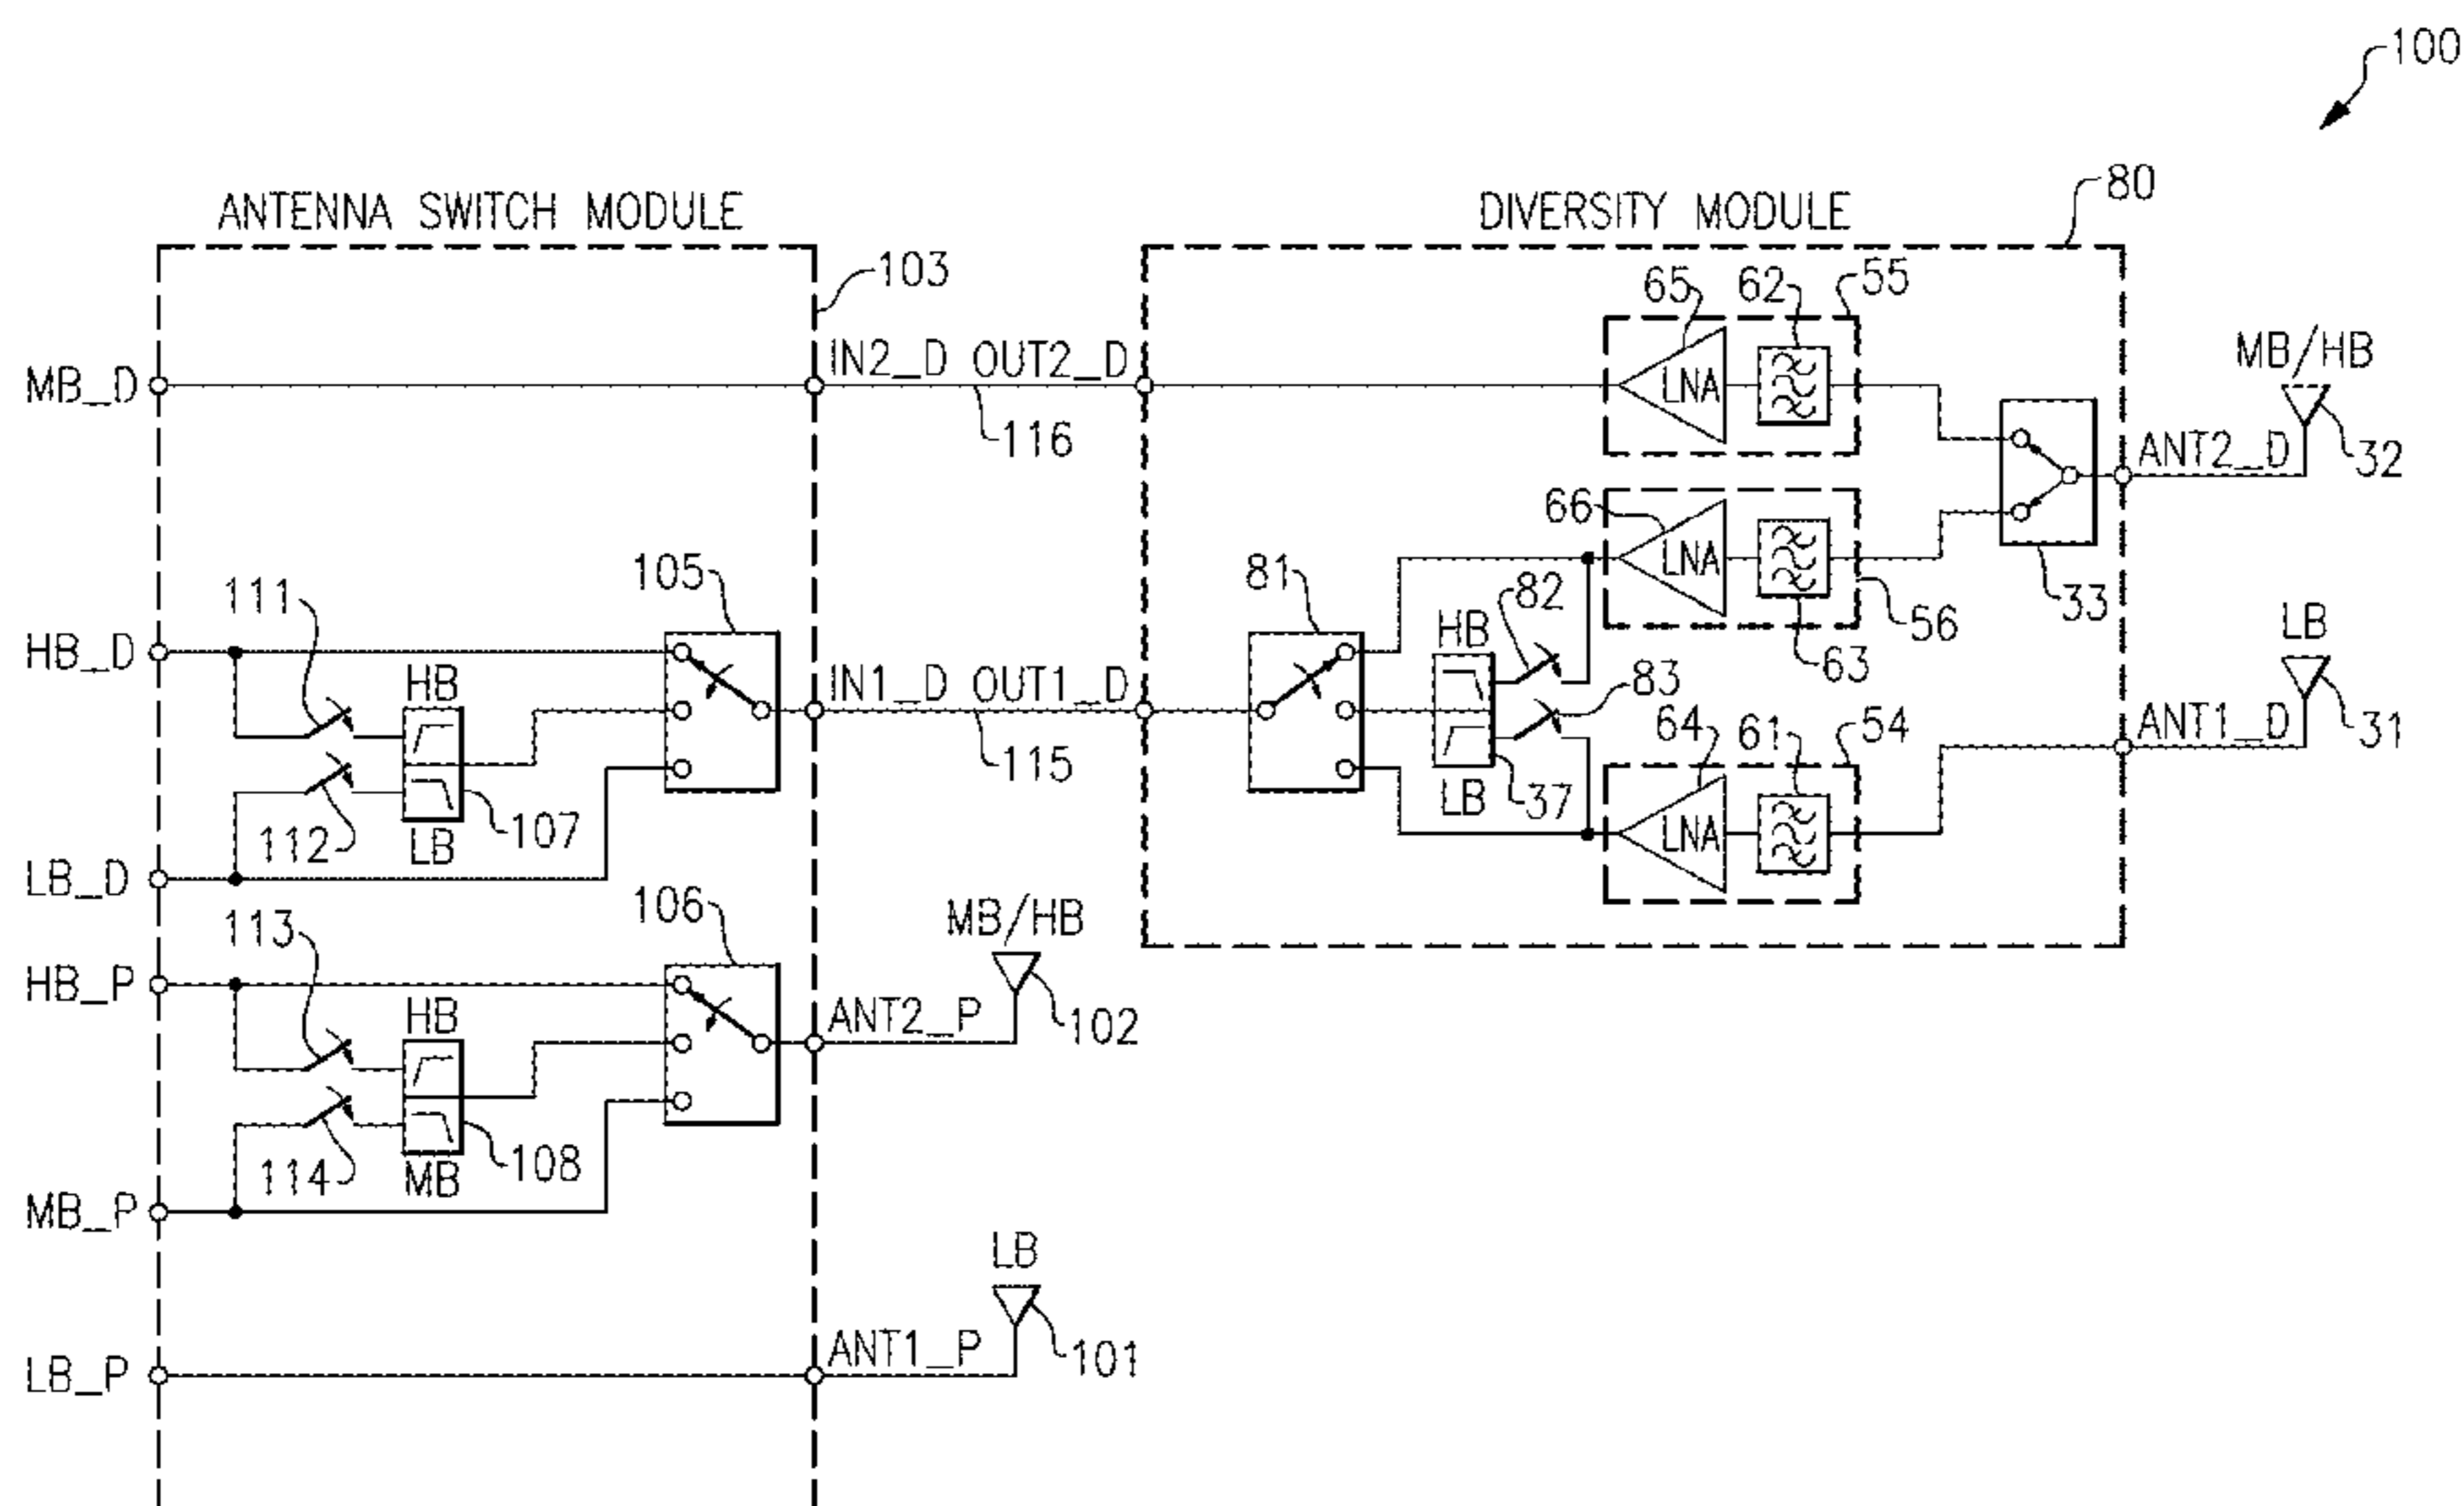 100
ANTENNA SWITCH MODULE
DIVERSITY MODULE
80
103
65
62
55
MB_D
IN2_D
OUT2_D
LNA
MB/HB
116
ANT2_D
32
66
LNA
33
56
63
105
81
82
HB
111
HB_D
HB
IN1_D
OUT1_D
83
LB
64
61
54
ANT1_D
31
115
LNA
37
LB
112
107
LB
LB_D
106
MB/HB
113
HB_P
HB
ANT2_P
102
114
108
MB
MB_P
LB
ANT1_P
101
LB_P